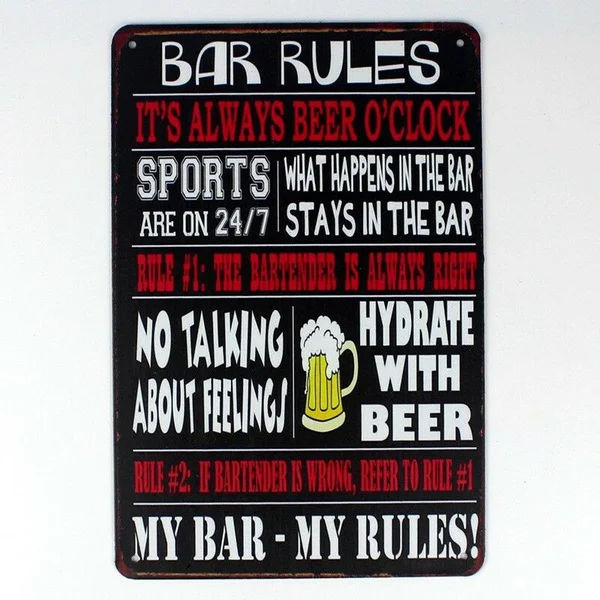 BAR RULES
IT'S ALWAYS BEER O'CLOCK
SPORTS
ARE ON 24/7
WHAT HAPPENS IN THE BAR
STAYS IN THE BAR
RULE #1: THE BARTENDER IS ALWAYS RIGHT
NO TALKING
ABOUT FEELINGS
HYDRATE
WITH
BEER
RULE #2: IF BARTENDER IS WRONG, REFER TO RULE #1
MY BAR - MY RULES!